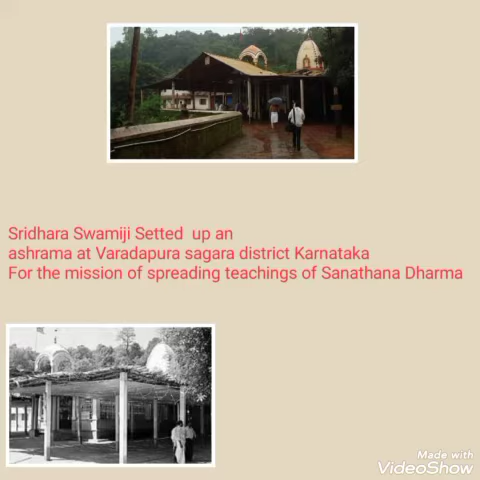 Sridhara Swamiji Setted up an
ashrama at Varadapura sagara district Karnataka
For the mission of spreading teachings of Sanathana Dharma
Made with
VideoShow